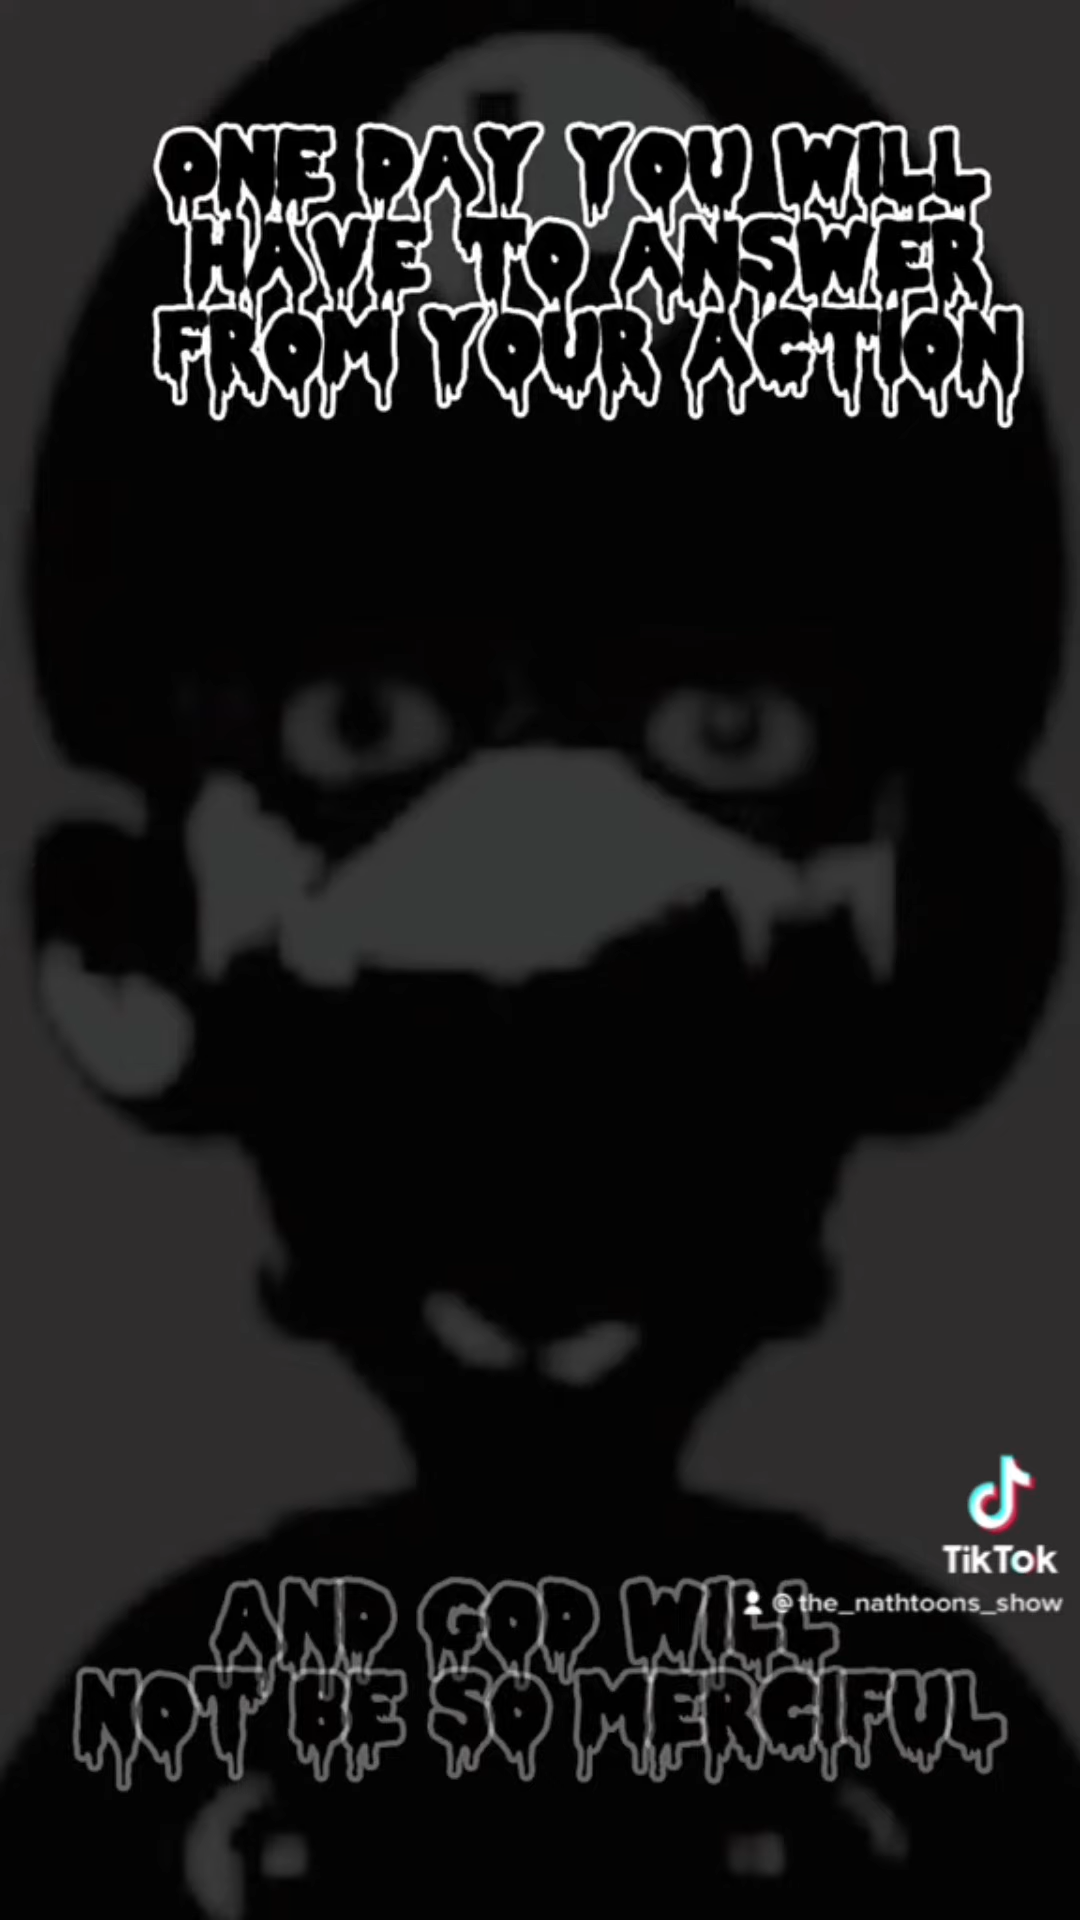 ONE DAY YOU WILL
HAVE TO ANSWER
FROM YOUR ACTION
TikTok
@the_nathtoons_show
AND GOD WILL
NOT BE SO MERCIFUL